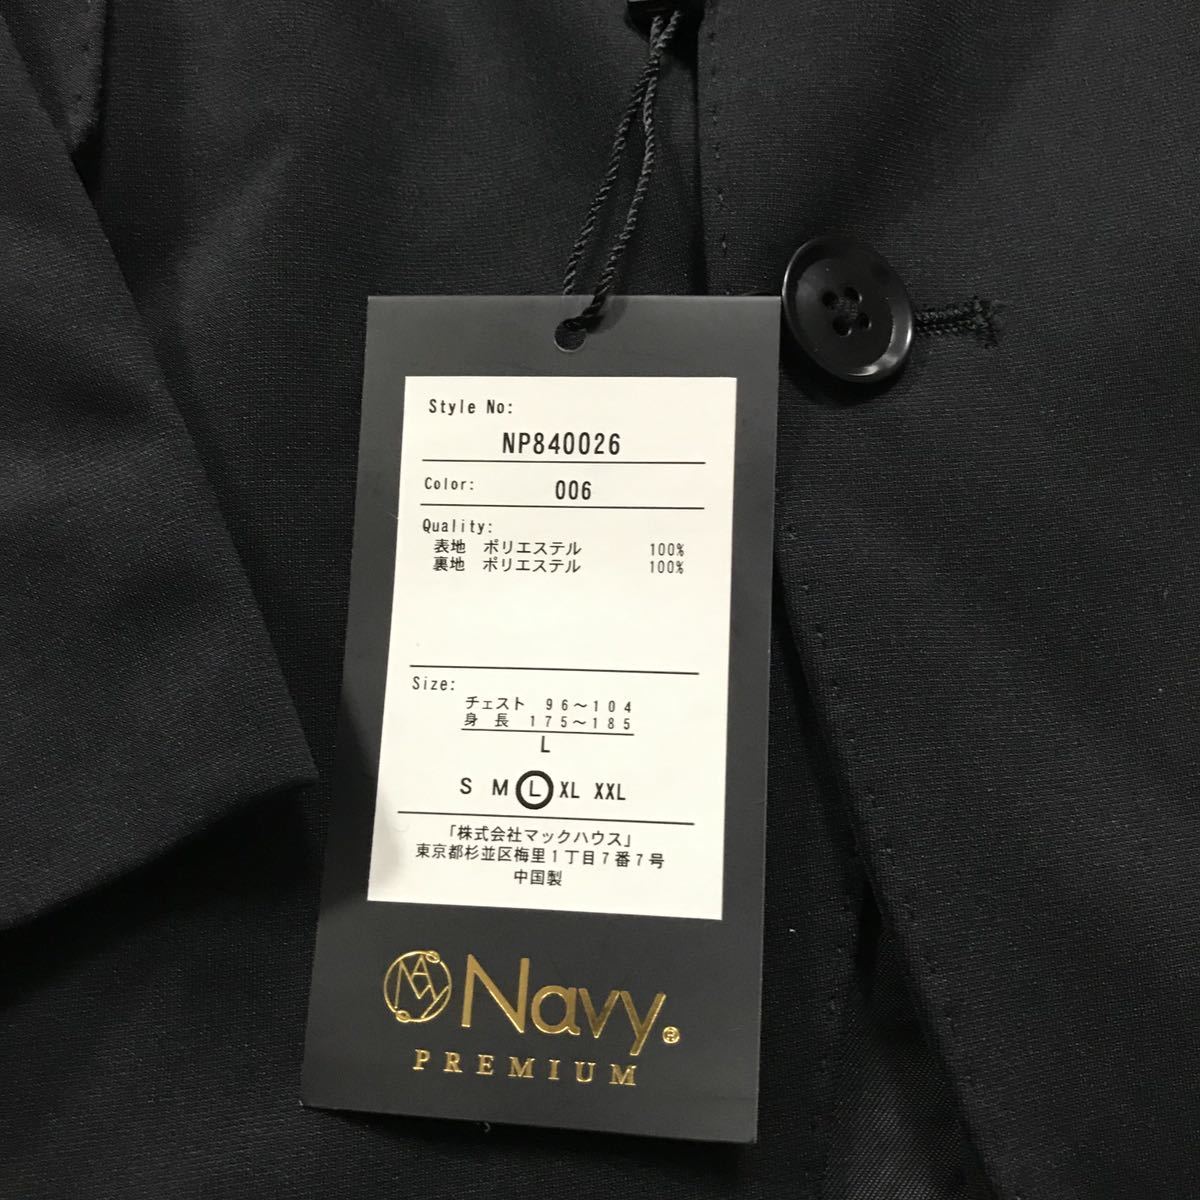 Style No:
NP840026
Color: 006
Quality:
表地 ポリエステル 100%
裏地 ポリエステル 100%
Size:
チェスト 96～104
身長 175～185
L
S M L XL XXL
「株式会社マックハウス」
東京都杉並区梅里1丁目7番7号
中国製
Navy®
PREMIUM